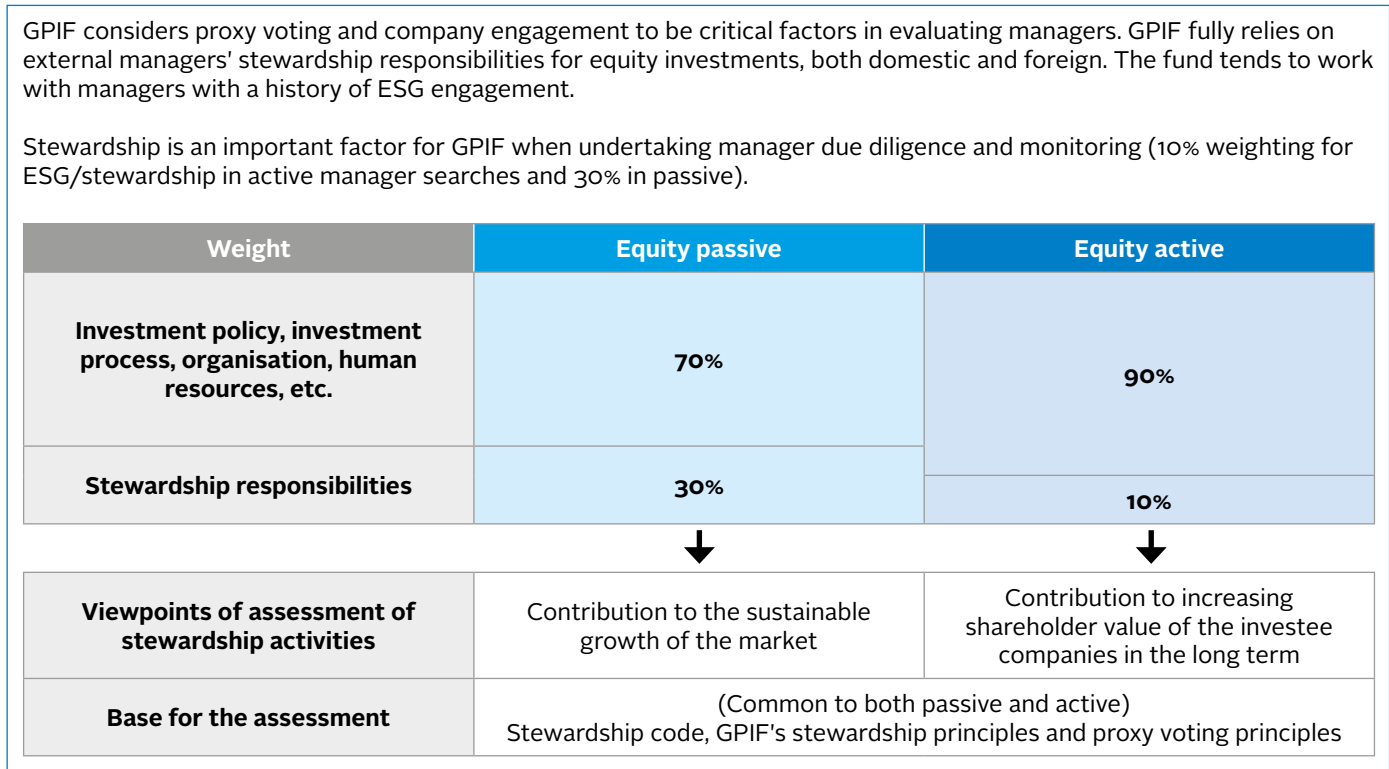 GPIF considers proxy voting and company engagement to be critical factors in evaluating managers. GPIF fully relies on
external managers' stewardship responsibilities for equity investments, both domestic and foreign. The fund tends to work
with managers with a history of ESG engagement.
Stewardship is an important factor for GPIF when undertaking manager due diligence and monitoring (10% weighting for
ESG/stewardship in active manager searches and 30% in passive).
Weight
Equity passive
Equity active
Investment policy, investment
process, organisation, human
resources, etc.
70%
90%
Stewardship responsibilities
30%
10%
Viewpoints of assessment of
stewardship activities
Contribution to the sustainable
growth of the market
Contribution to increasing
shareholder value of the investee
companies in the long term
Base for the assessment
(Common to both passive and active)
Stewardship code, GPIF's stewardship principles and proxy voting principles